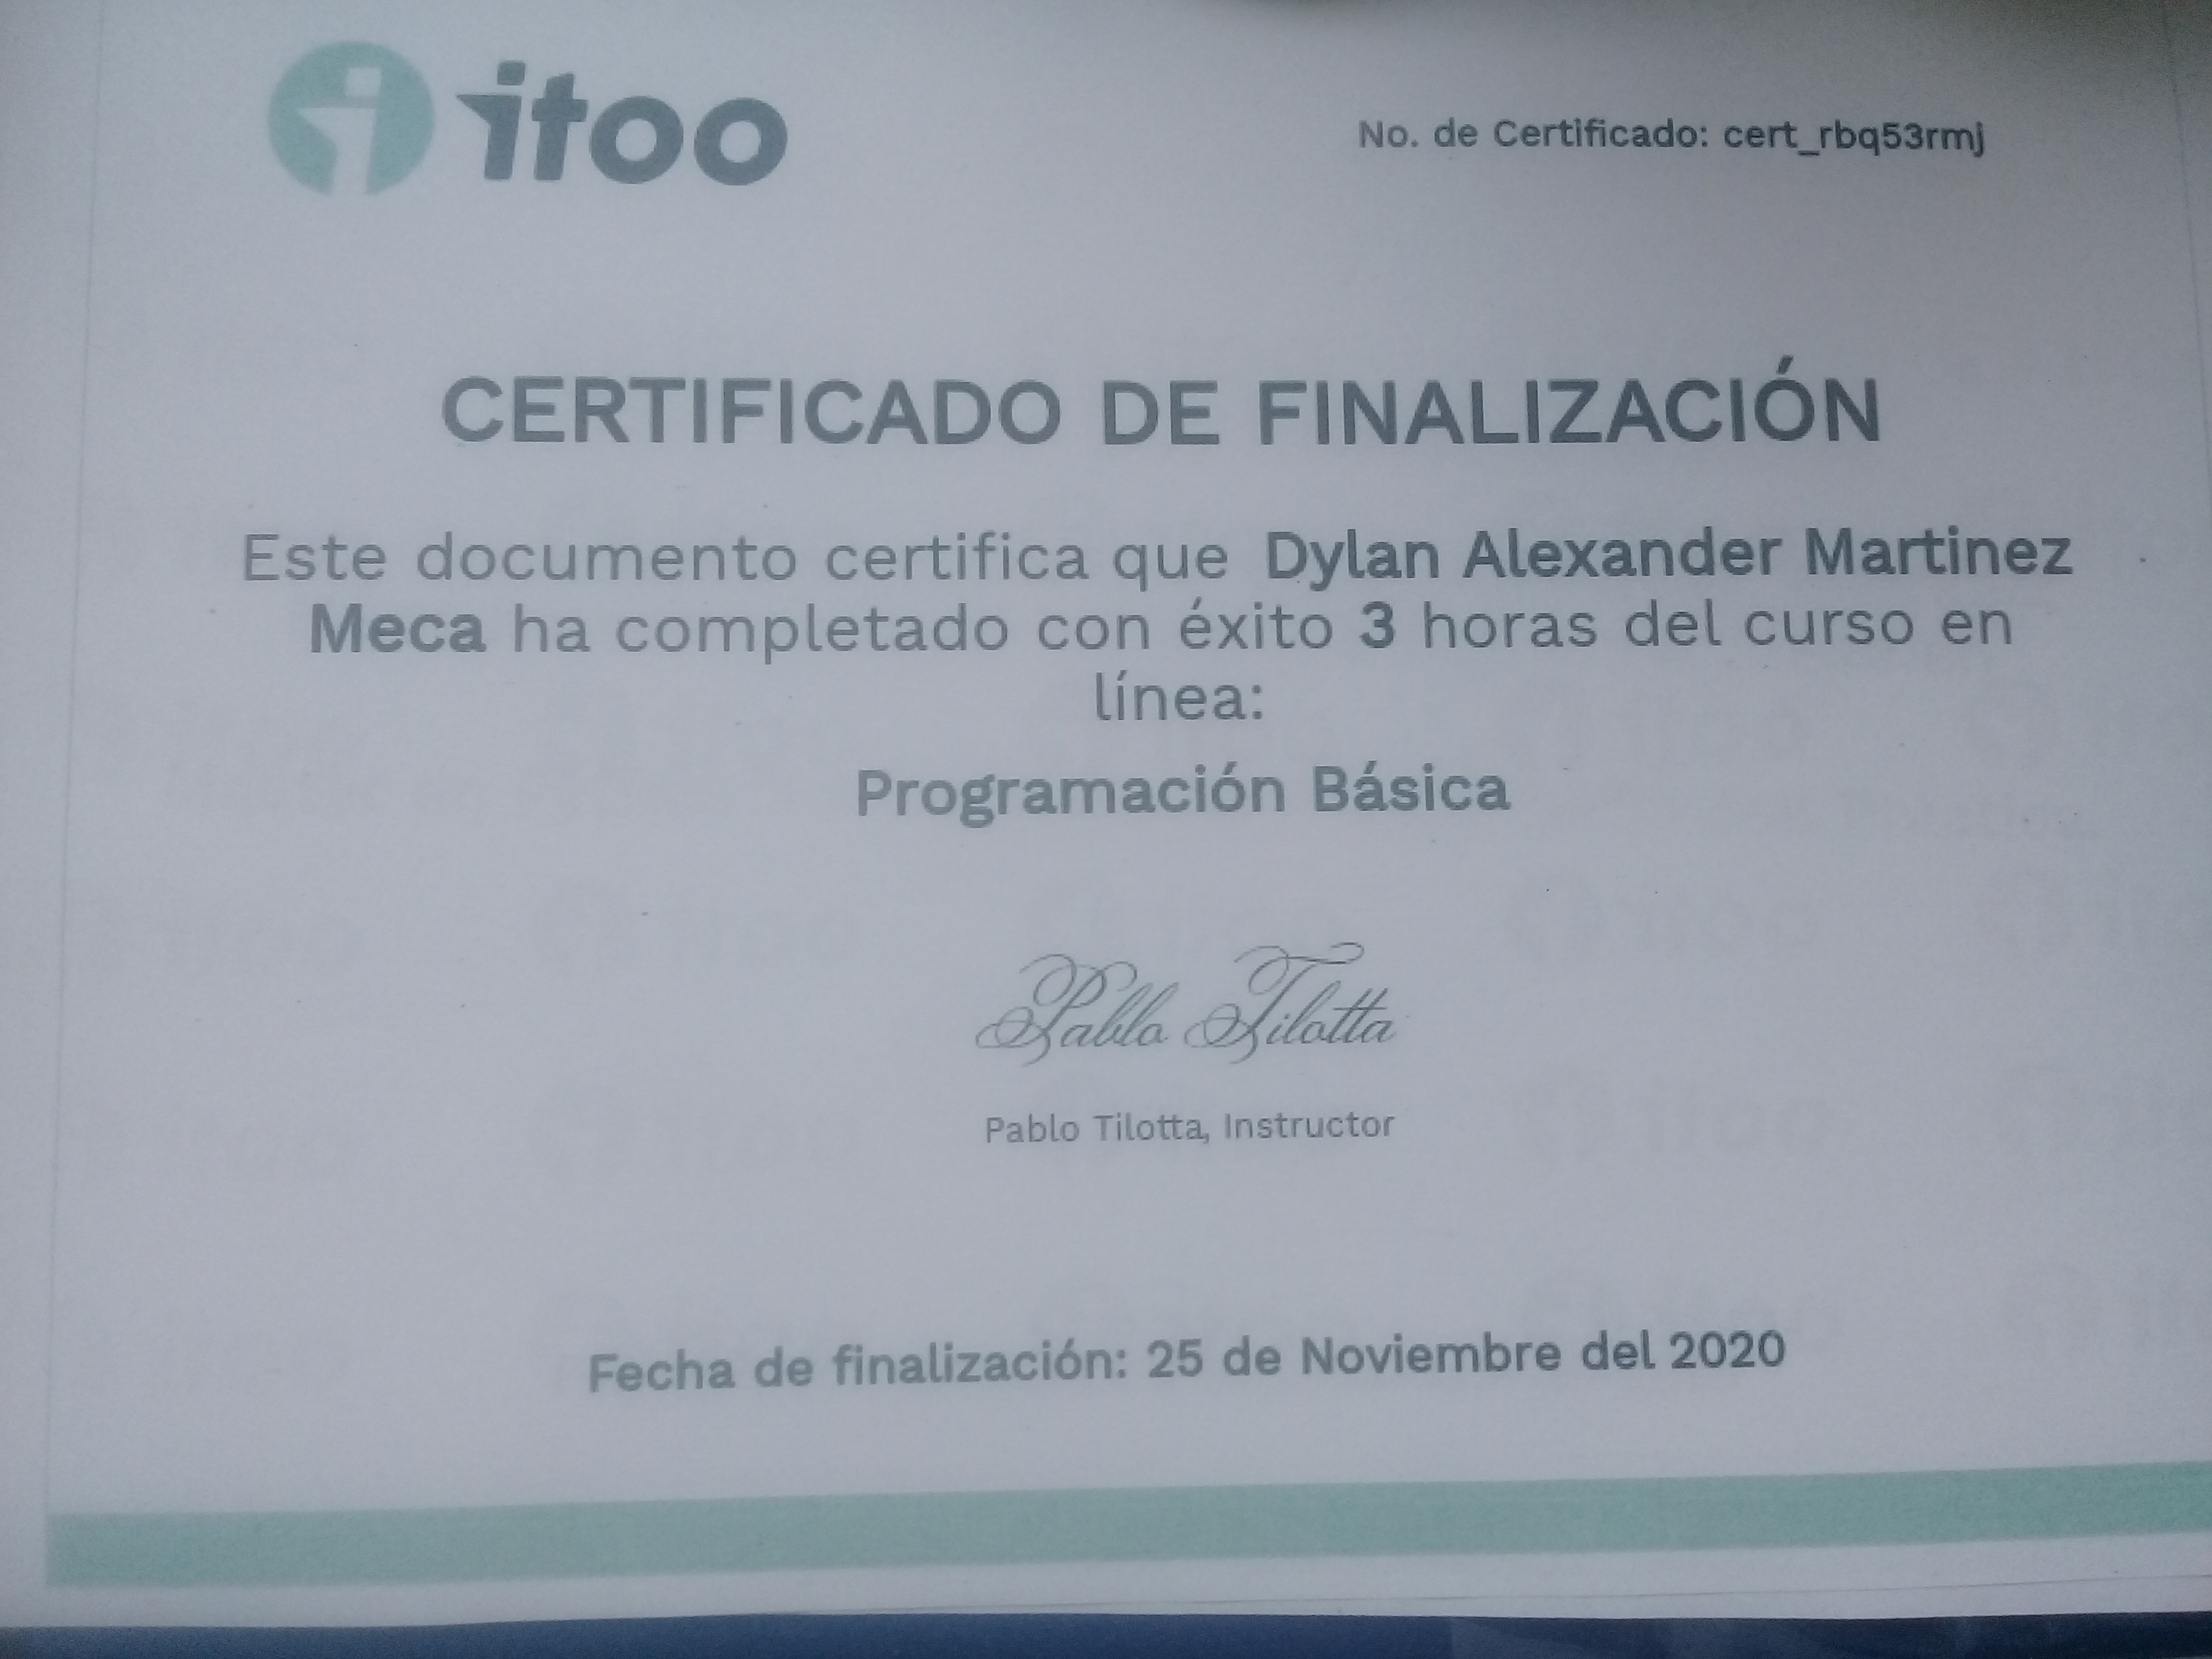 itoo
No. de Certificado: cert_rbq53rmj
CERTIFICADO DE FINALIZACIÓN
Este documento certifica que Dylan Alexander Martinez
Meca ha completado con éxito 3 horas del curso en
línea:
Programación Básica
Pablo Tilotta
Pablo Tilotta, Instructor
Fecha de finalización: 25 de Noviembre del 2020